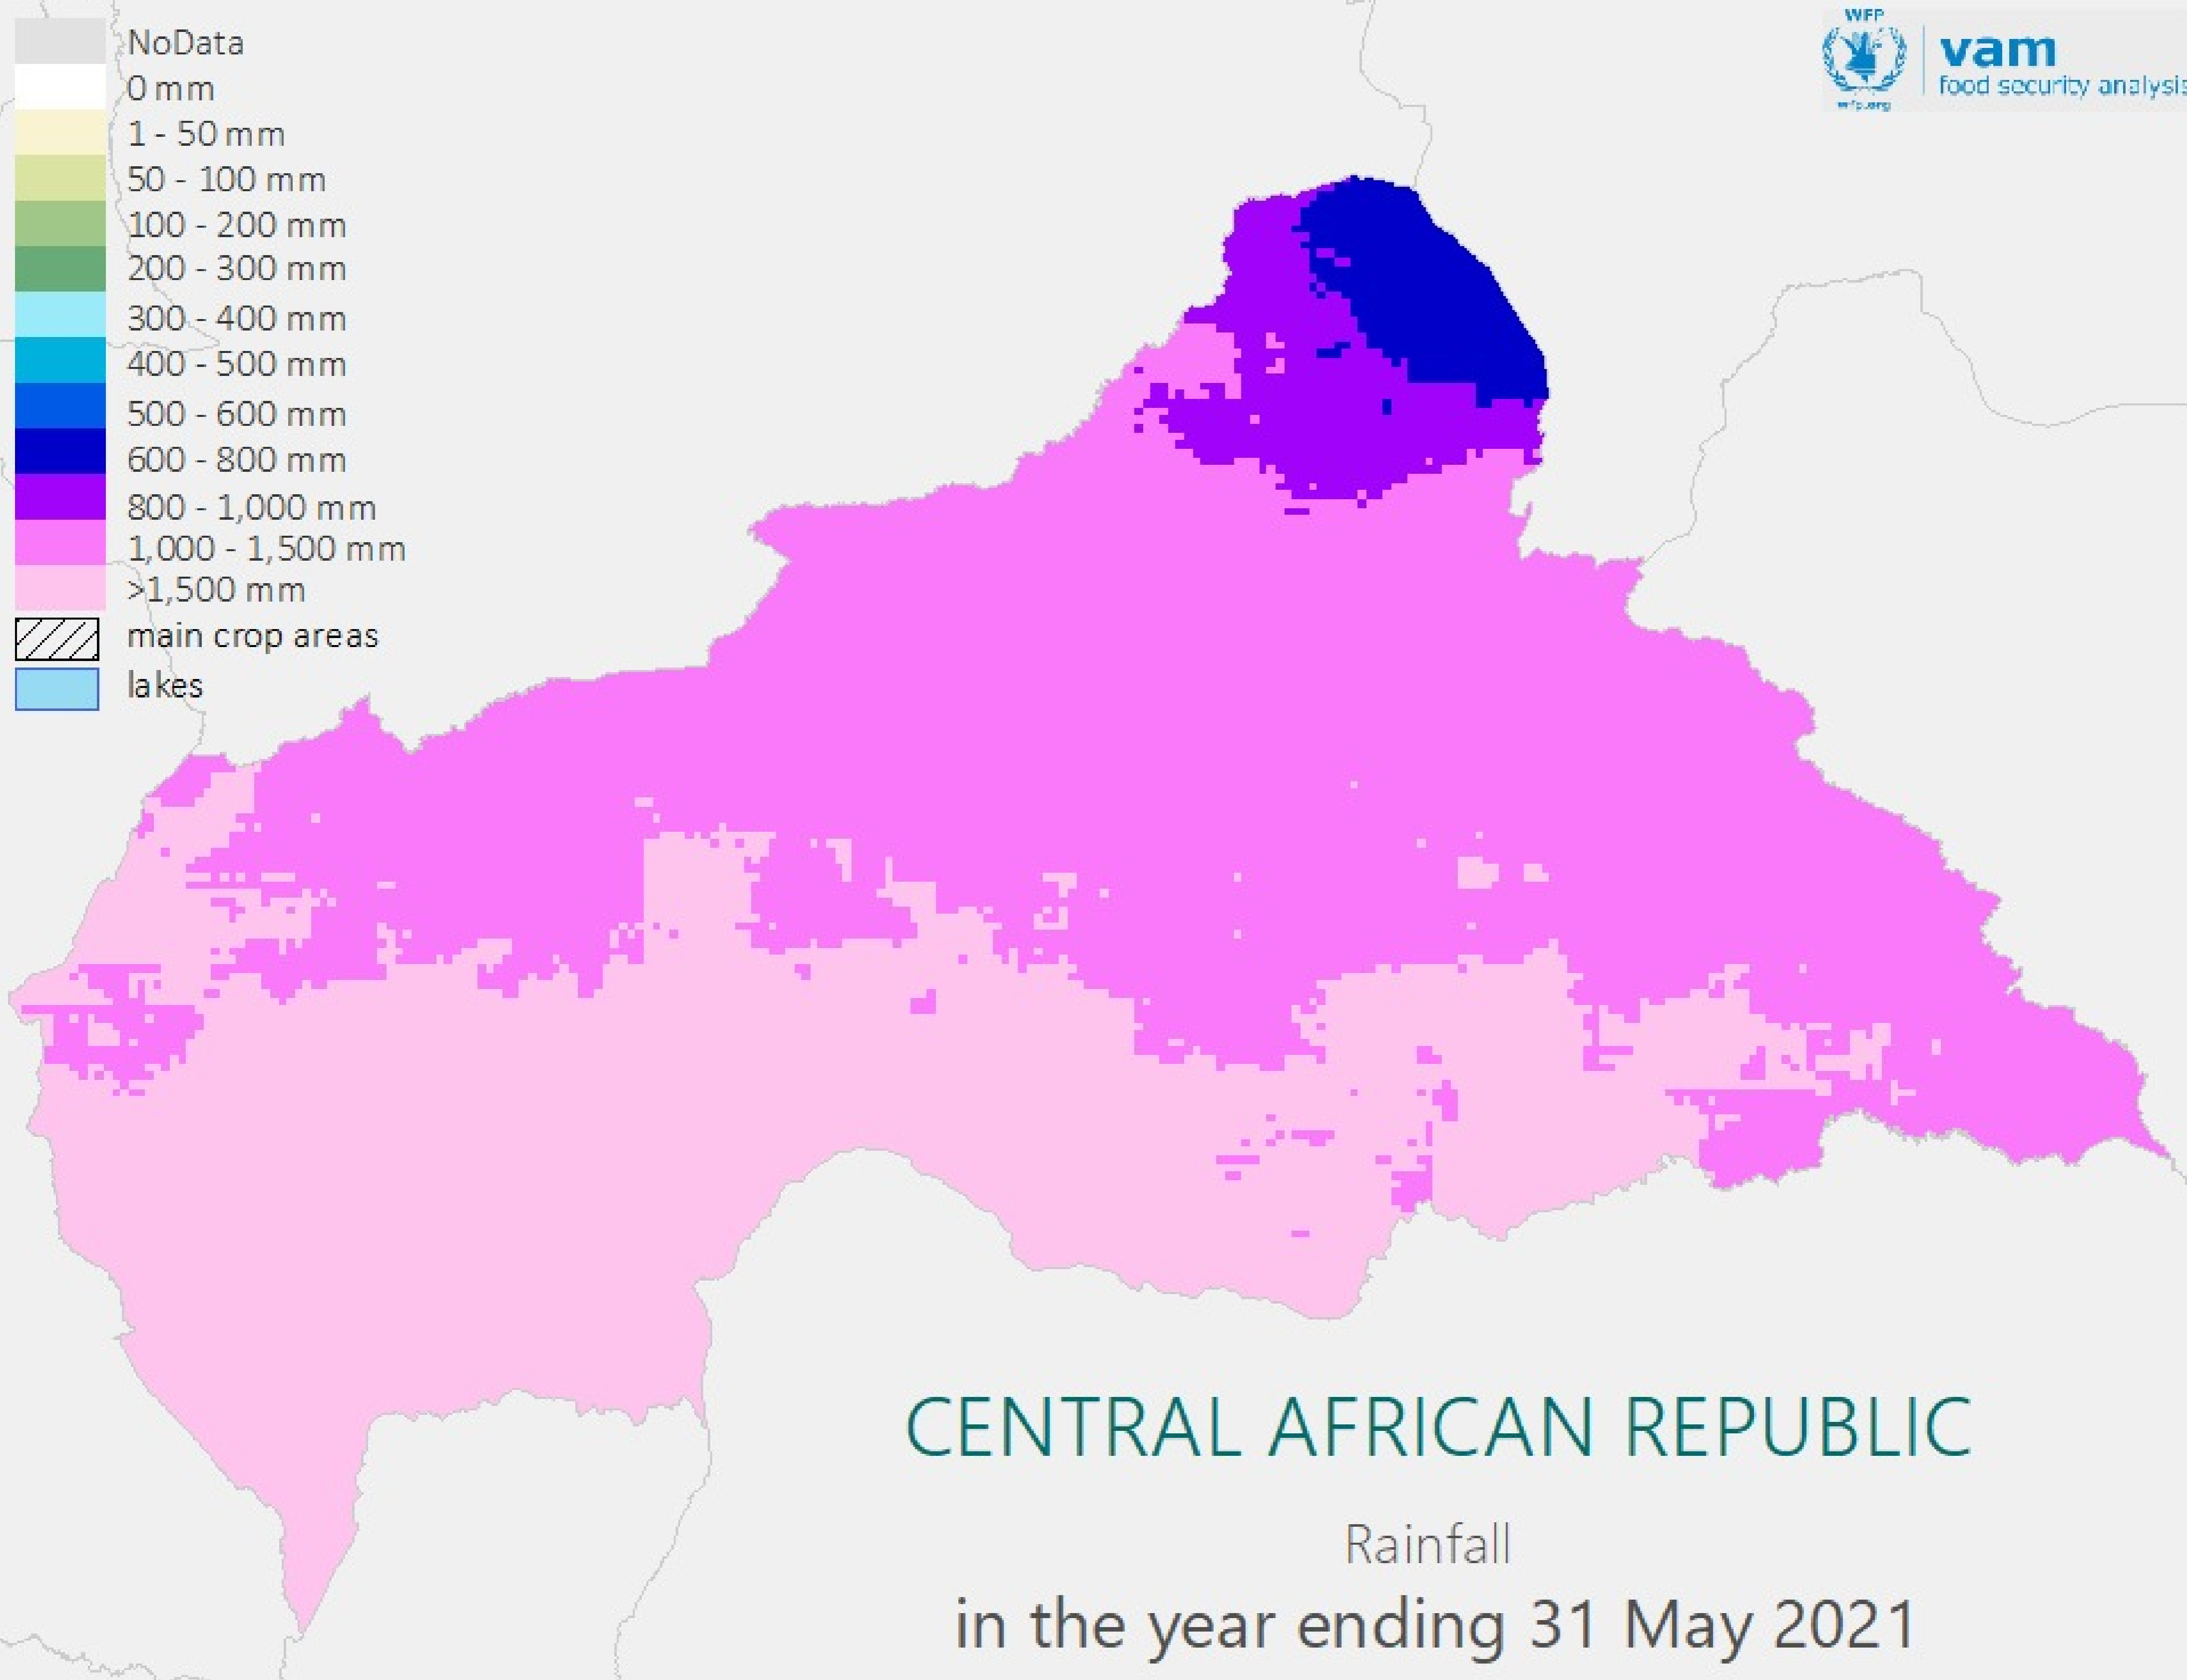 NoData
0 mm
1 - 50 mm
50 - 100 mm
100 - 200 mm
200 - 300 mm
300 - 400 mm
400 - 500 mm
500 - 600 mm
600 - 800 mm
800 - 1,000 mm
1,000 - 1,500 mm
>1,500 mm
main crop areas
lakes
WFP
wfp.org
vam
food security analysis
CENTRAL AFRICAN REPUBLIC
Rainfall
in the year ending 31 May 2021